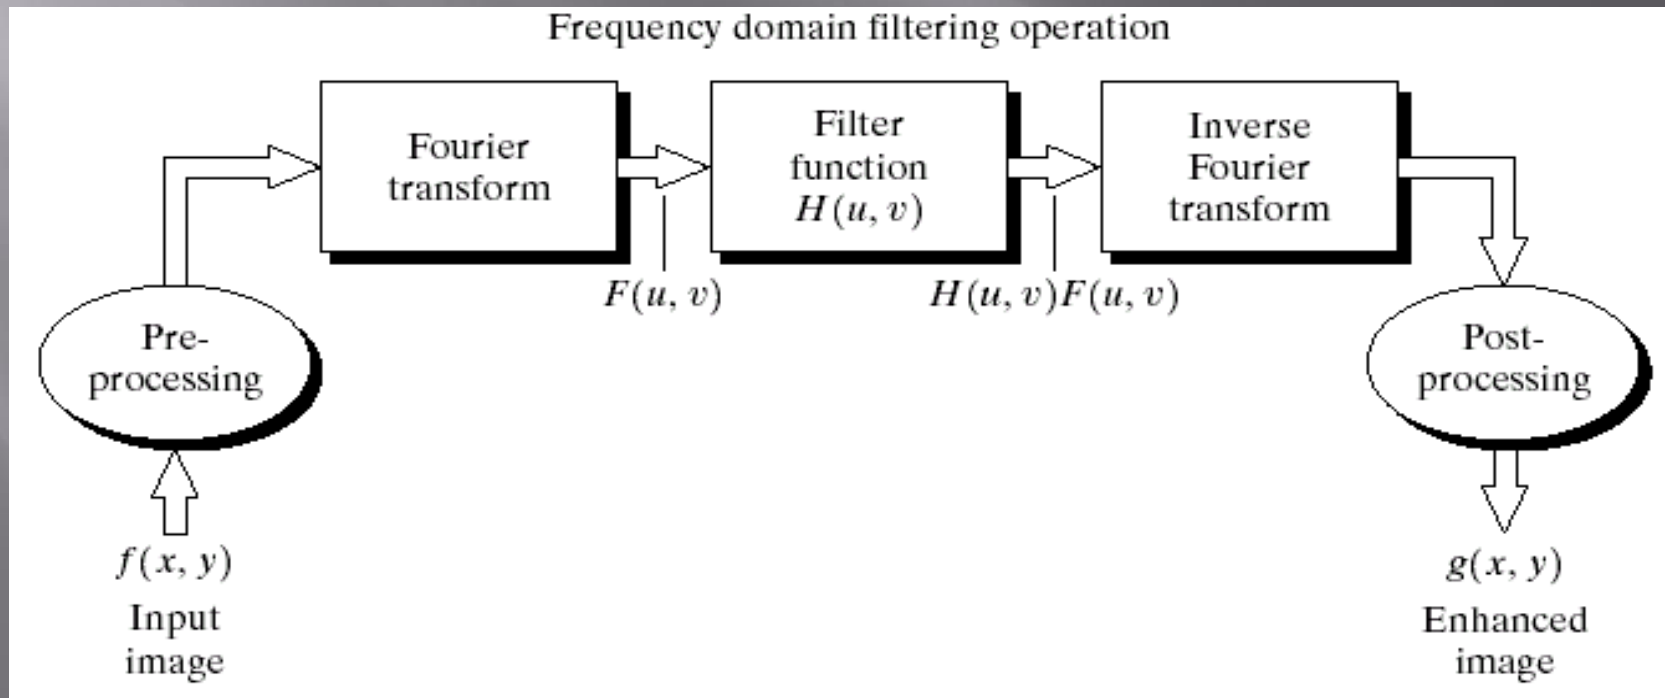 Frequency domain filtering operation
Fourier
transform
Filter
function
H(u, v)
Inverse
Fourier
transform
F(u, v)
H(u, v)F(u, v)
Pre-
processing
Post-
processing
f(x, y)
Input
image
g(x, y)
Enhanced
image